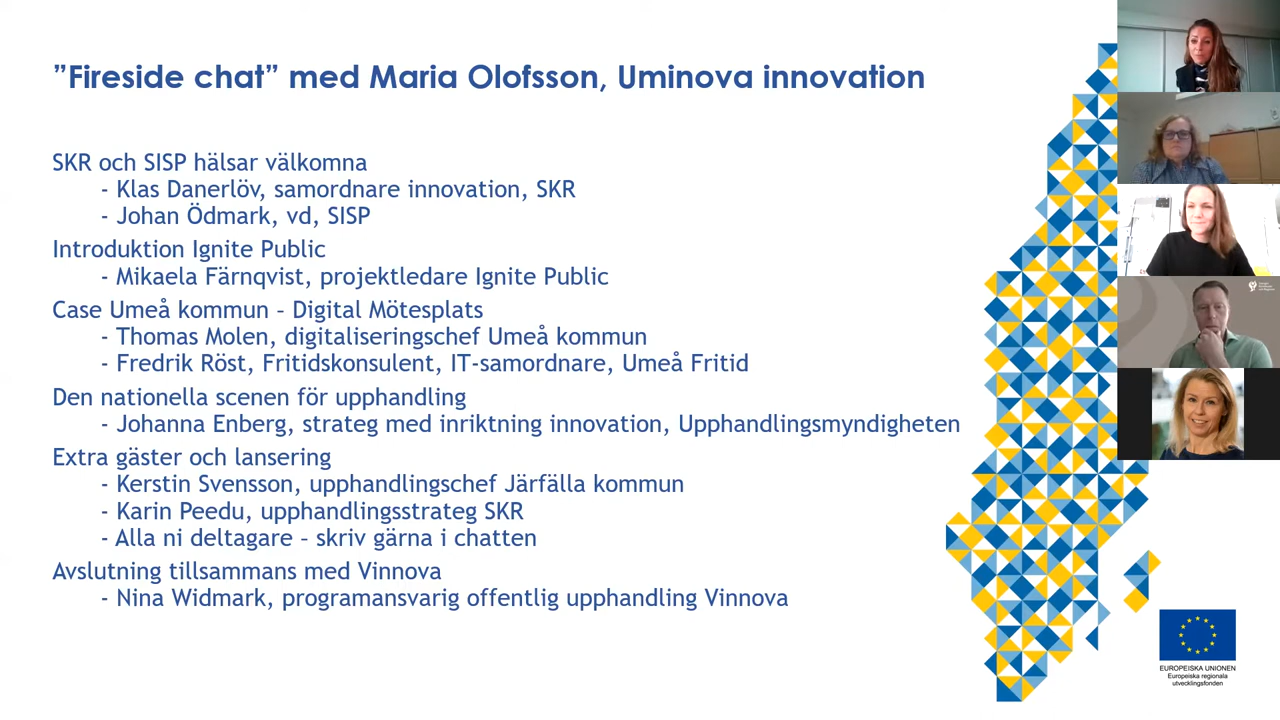 ”Fireside chat” med Maria Olofsson, Uminova innovation
SKR och SISP hälsar välkomna
- Klas Danerlöv, samordnare innovation, SKR
- Johan Ödmark, vd, SISP
Introduktion Ignite Public
- Mikaela Färnqvist, projektledare Ignite Public
Case Umeå kommun – Digital Mötesplats
- Thomas Molen, digitaliseringschef Umeå kommun
- Fredrik Röst, Fritidskonsulent, IT-samordnare, Umeå Fritid
Den nationella scenen för upphandling
- Johanna Enberg, strateg med inriktning innovation, Upphandlingsmyndigheten
Extra gäster och lansering
- Kerstin Svensson, upphandlingschef Järfälla kommun
- Karin Peedu, upphandlingsstrateg SKR
- Alla ni deltagare – skriv gärna i chatten
Avslutning tillsammans med Vinnova
- Nina Widmark, programansvarig offentlig upphandling Vinnova
EUROPEISKA UNIONEN
Europeiska regionala
utvecklingsfonden